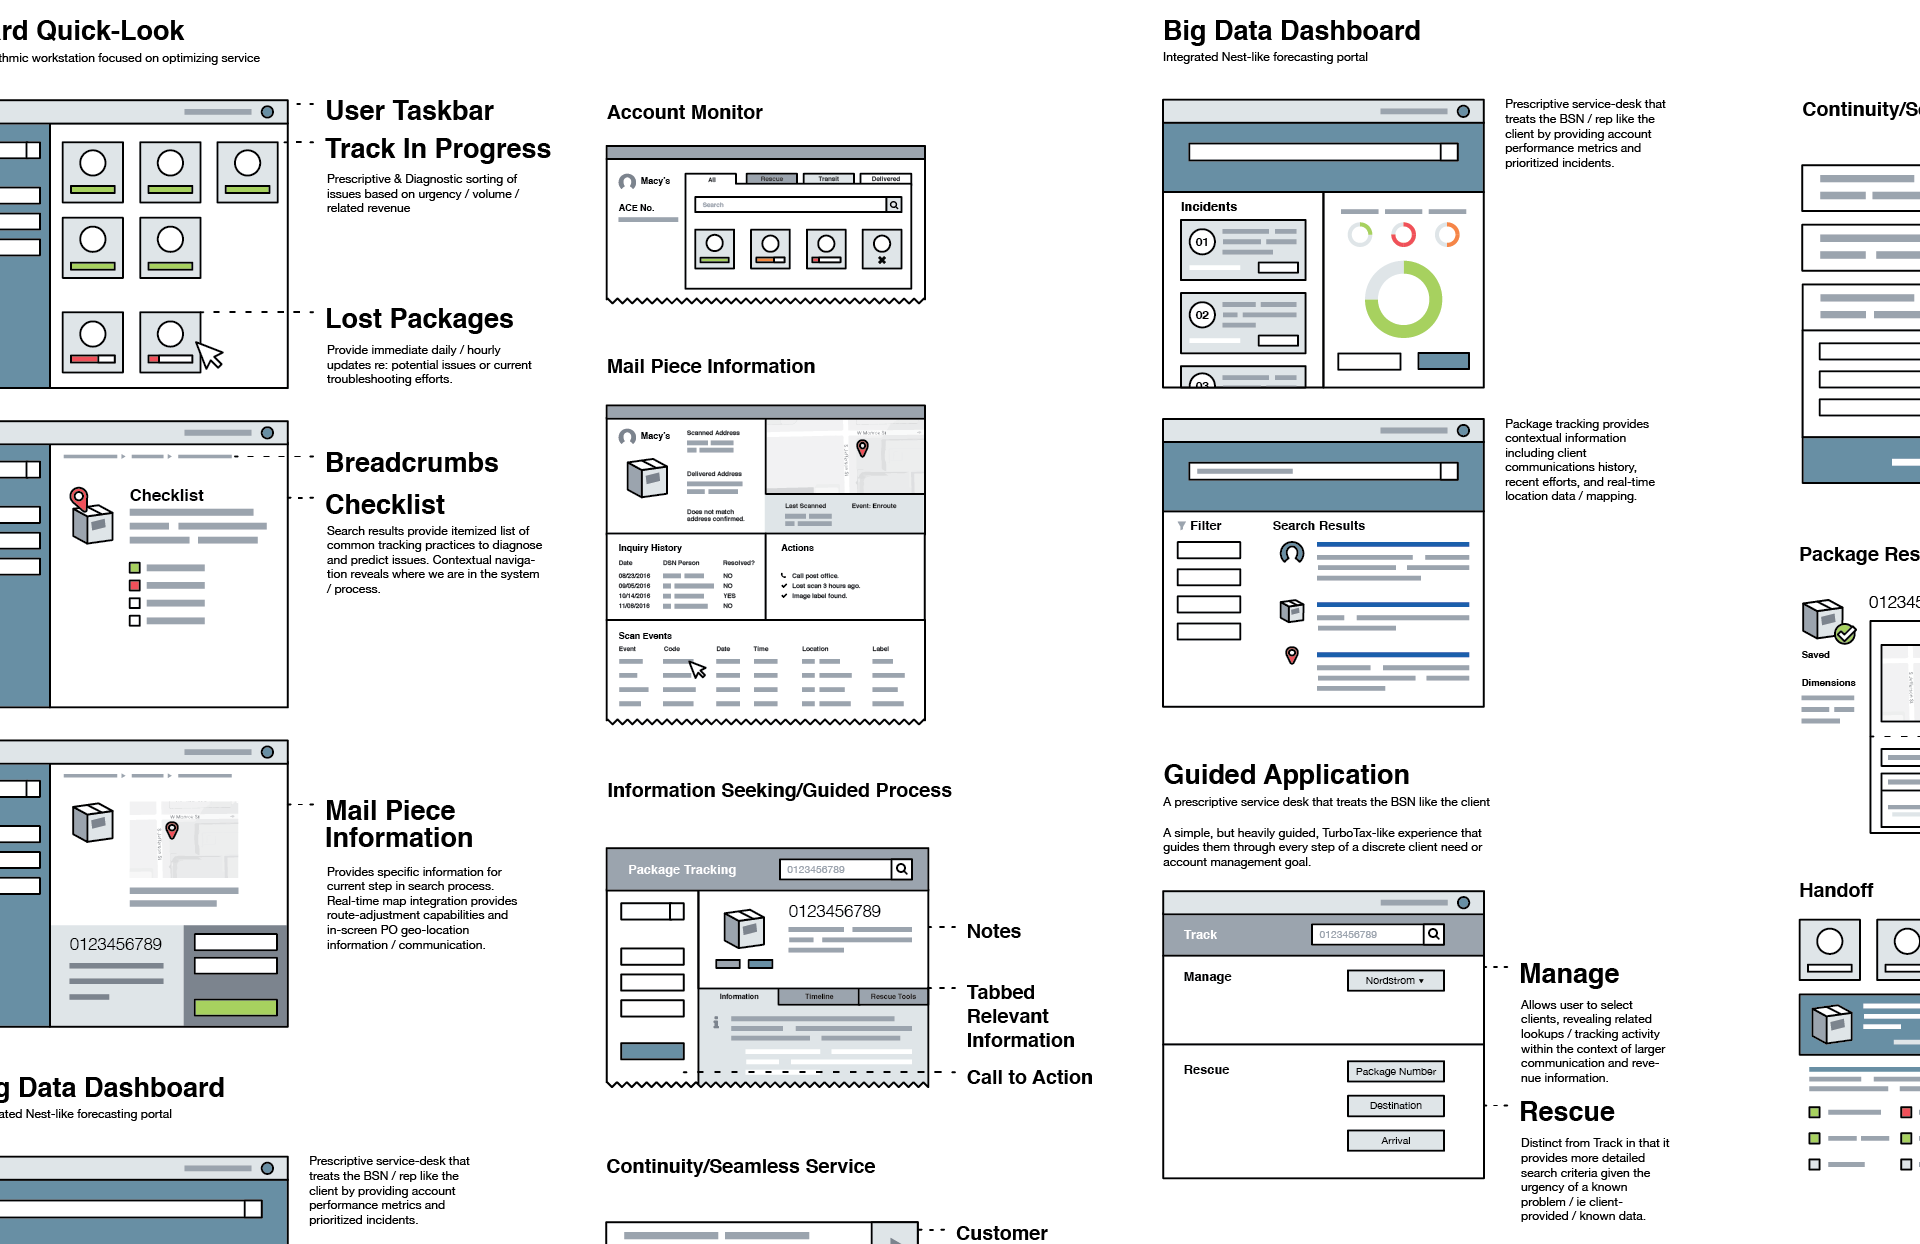 rd Quick-Look
thmic workstation focused on optimizing service
User Taskbar
Track In Progress
Prescriptive & Diagnostic sorting of
issues based on urgency / volume /
related revenue
Lost Packages
Provide immediate daily / hourly
updates re: potential issues or current
troubleshooting efforts.
Checklist
Breadcrumbs
Checklist
Search results provide itemized list of
common tracking practices to diagnose
and predict issues. Contextual naviga-
tion reveals where we are in the system
/ process.
W Monroe St
0123456789
Mail Piece
Information
Provides specific information for
current step in search process.
Real-time map integration provides
route-adjustment capabilities and
in-screen PO geo-location
information / communication.
g Data Dashboard
ated Nest-like forecasting portal
Prescriptive service-desk that
treats the BSN / rep like the
client by providing account
performance metrics and
prioritized incidents.
Account Monitor
Macy's
ACE No.
All
Rescue
Transit
Delivered
Search
Mail Piece Information
Macy's
Scanned Address
Delivered Address
Does not match
address confirmed.
W Monroe St
Last Scanned
Event: Enroute
Inquiry History
Date DSN Person Resolved?
08/23/2016 NO
09/05/2016 NO
10/14/2016 YES
11/08/2016 NO
Actions
Call post office.
Lost scan 3 hours ago.
Image label found.
Scan Events
Event Code Date Time Location Label
Information Seeking/Guided Process
Package Tracking
0123456789
0123456789
Information
Timeline
Rescue Tools
i
Notes
Tabbed
Relevant
Information
Call to Action
Continuity/Seamless Service
Customer
Big Data Dashboard
Integrated Nest-like forecasting portal
Incidents
01
02
03
Prescriptive service-desk that
treats the BSN / rep like the
client by providing account
performance metrics and
prioritized incidents.
Filter
Search Results
Package tracking provides
contextual information
including client
communications history,
recent efforts, and real-time
location data / mapping.
Guided Application
A prescriptive service desk that treats the BSN like the client
A simple, but heavily guided, TurboTax-like experience that
guides them through every step of a discrete client need or
account management goal.
Track
0123456789
Manage
Nordstrom
Rescue
Package Number
Destination
Arrival
Manage
Allows user to select
clients, revealing related
lookups / tracking activity
within the context of larger
communication and reve-
nue information.
Rescue
Distinct from Track in that it
provides more detailed
search criteria given the
urgency of a known
problem / ie client-
provided / known data.
Continuity/Se
Package Res
012345
Saved
Dimensions
Handoff